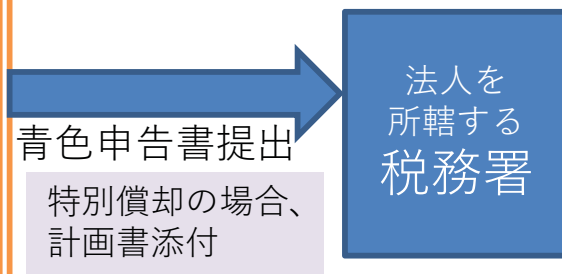 青色申告書提出
特別償却の場合、
計画書添付
法人を
所轄する
税務署